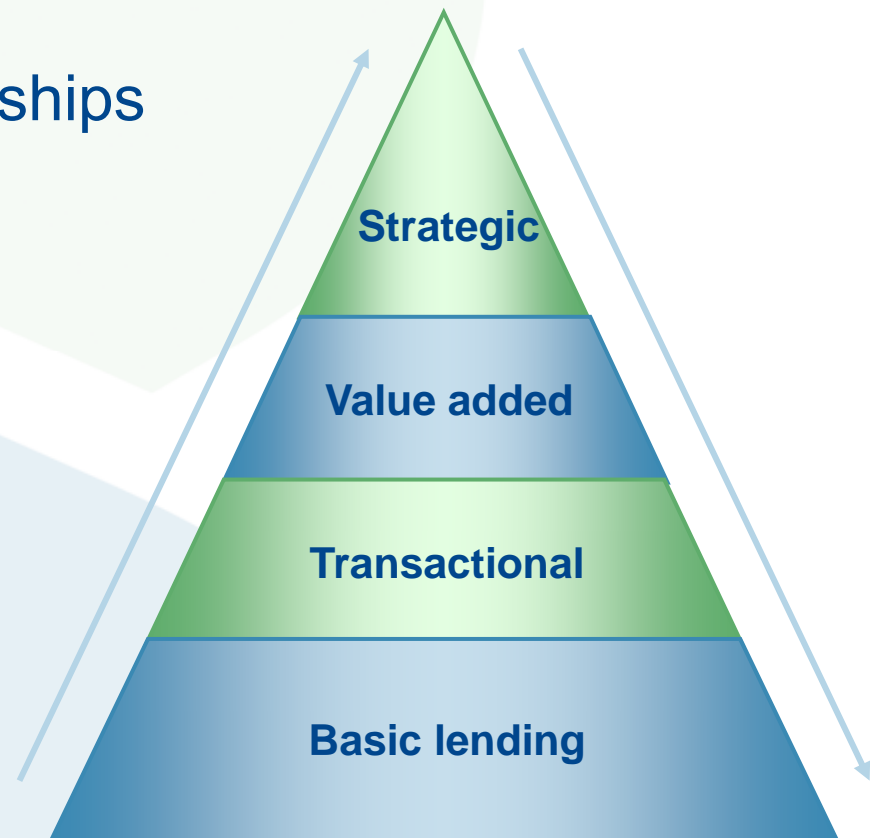 ships
Strategic
Value added
Transactional
Basic lending